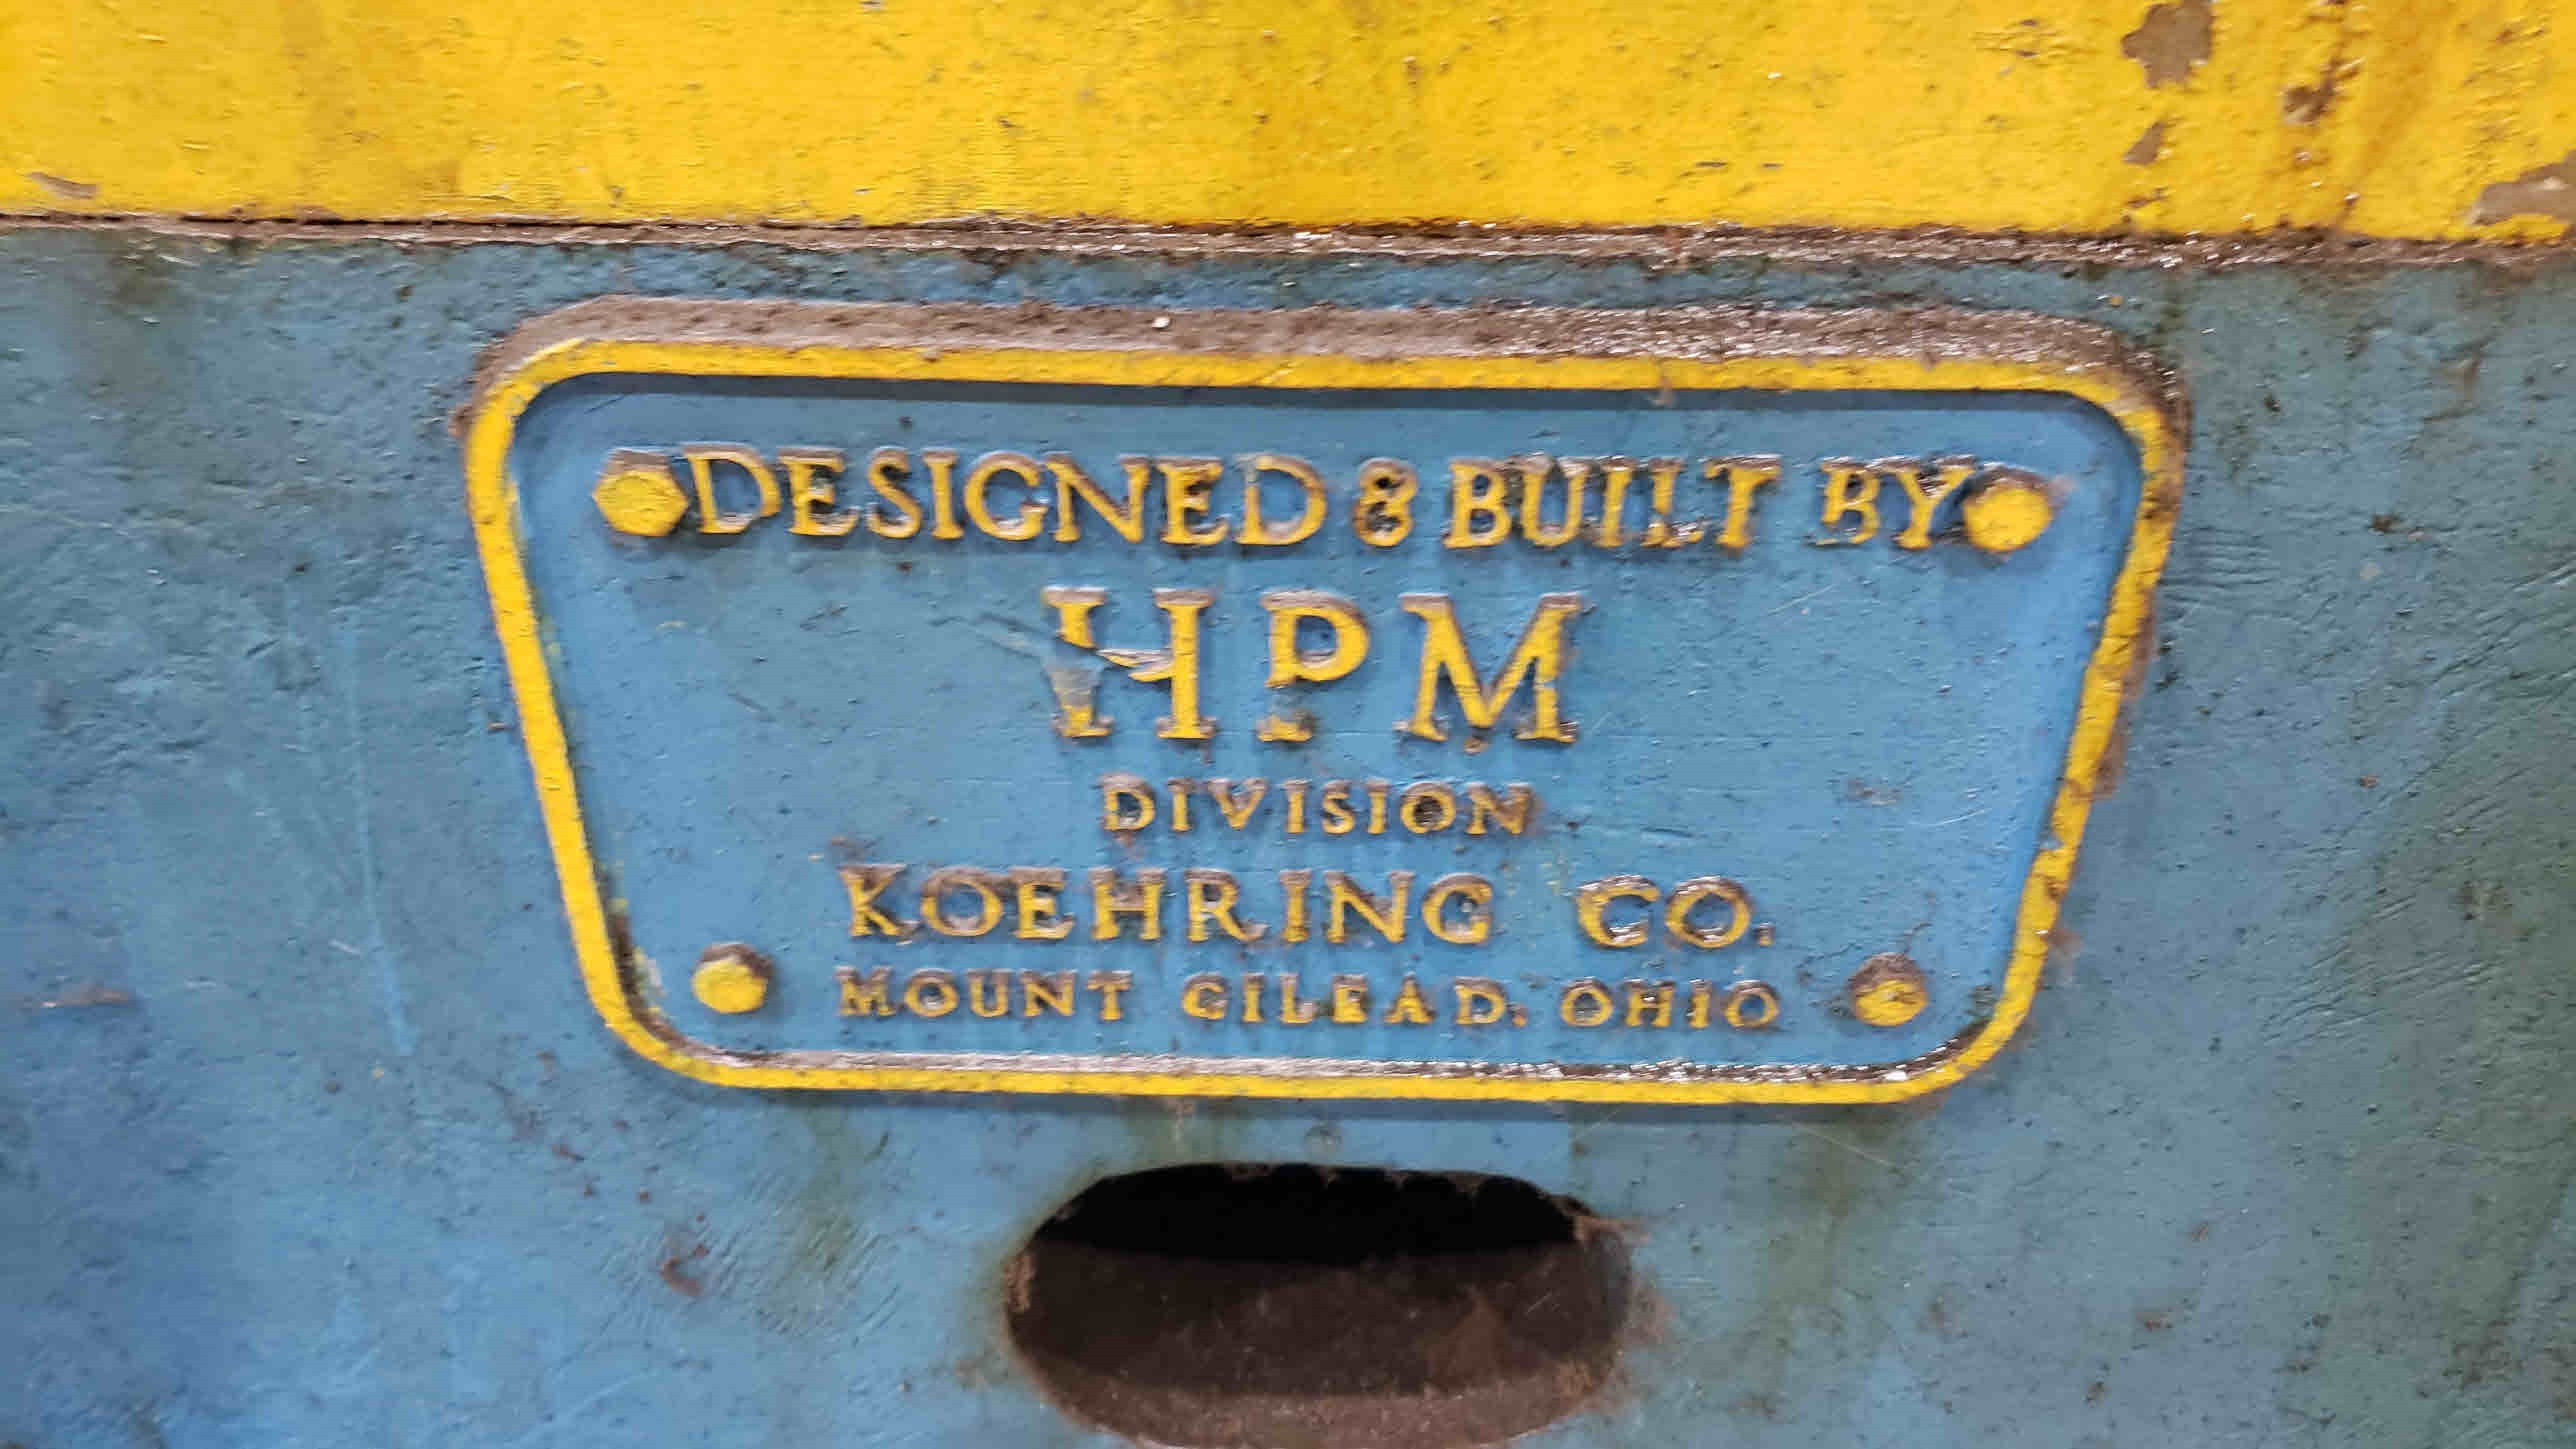 DESIGNED & BUILT BY
HPM
DIVISION
KOEHRING CO.
MOUNT GILEAD, OHIO